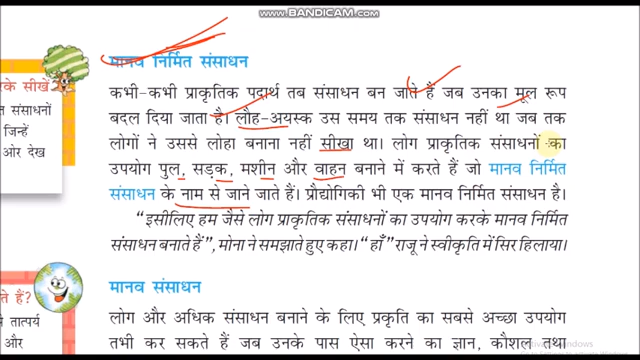 WWW.BANDICAM.COM
मानव निर्मित संसाधन
के सीखें
कभी-कभी प्राकृतिक पदार्थ तब संसाधन बन जाते हैं जब उनका मूल रूप
संसाधनों
बदल दिया जाता है। लौह-अयस्क उस समय तक संसाधन नहीं था जब तक
जिन्हें
लोगों ने उससे लोहा बनाना नहीं सीखा था। लोग प्राकृतिक संसाधनों का
ओर देख
उपयोग पुल, सड़क, मशीन और वाहन बनाने में करते हैं जो मानव निर्मित
संसाधन के नाम से जाने जाते हैं। प्रौद्योगिकी भी एक मानव निर्मित संसाधन है।
“इसीलिए हम जैसे लोग प्राकृतिक संसाधनों का उपयोग करके मानव निर्मित
संसाधन बनाते हैं”, मोना ने समझाते हुए कहा। “हाँ” राजू ने स्वीकृति में सिर हिलाया।
मानव संसाधन
ते हैं?
लोग और अधिक संसाधन बनाने के लिए प्रकृति का सबसे अच्छा उपयोग
तात्पर्य
तभी कर सकते हैं जब उनके पास ऐसा करने का ज्ञान, कौशल तथा
और